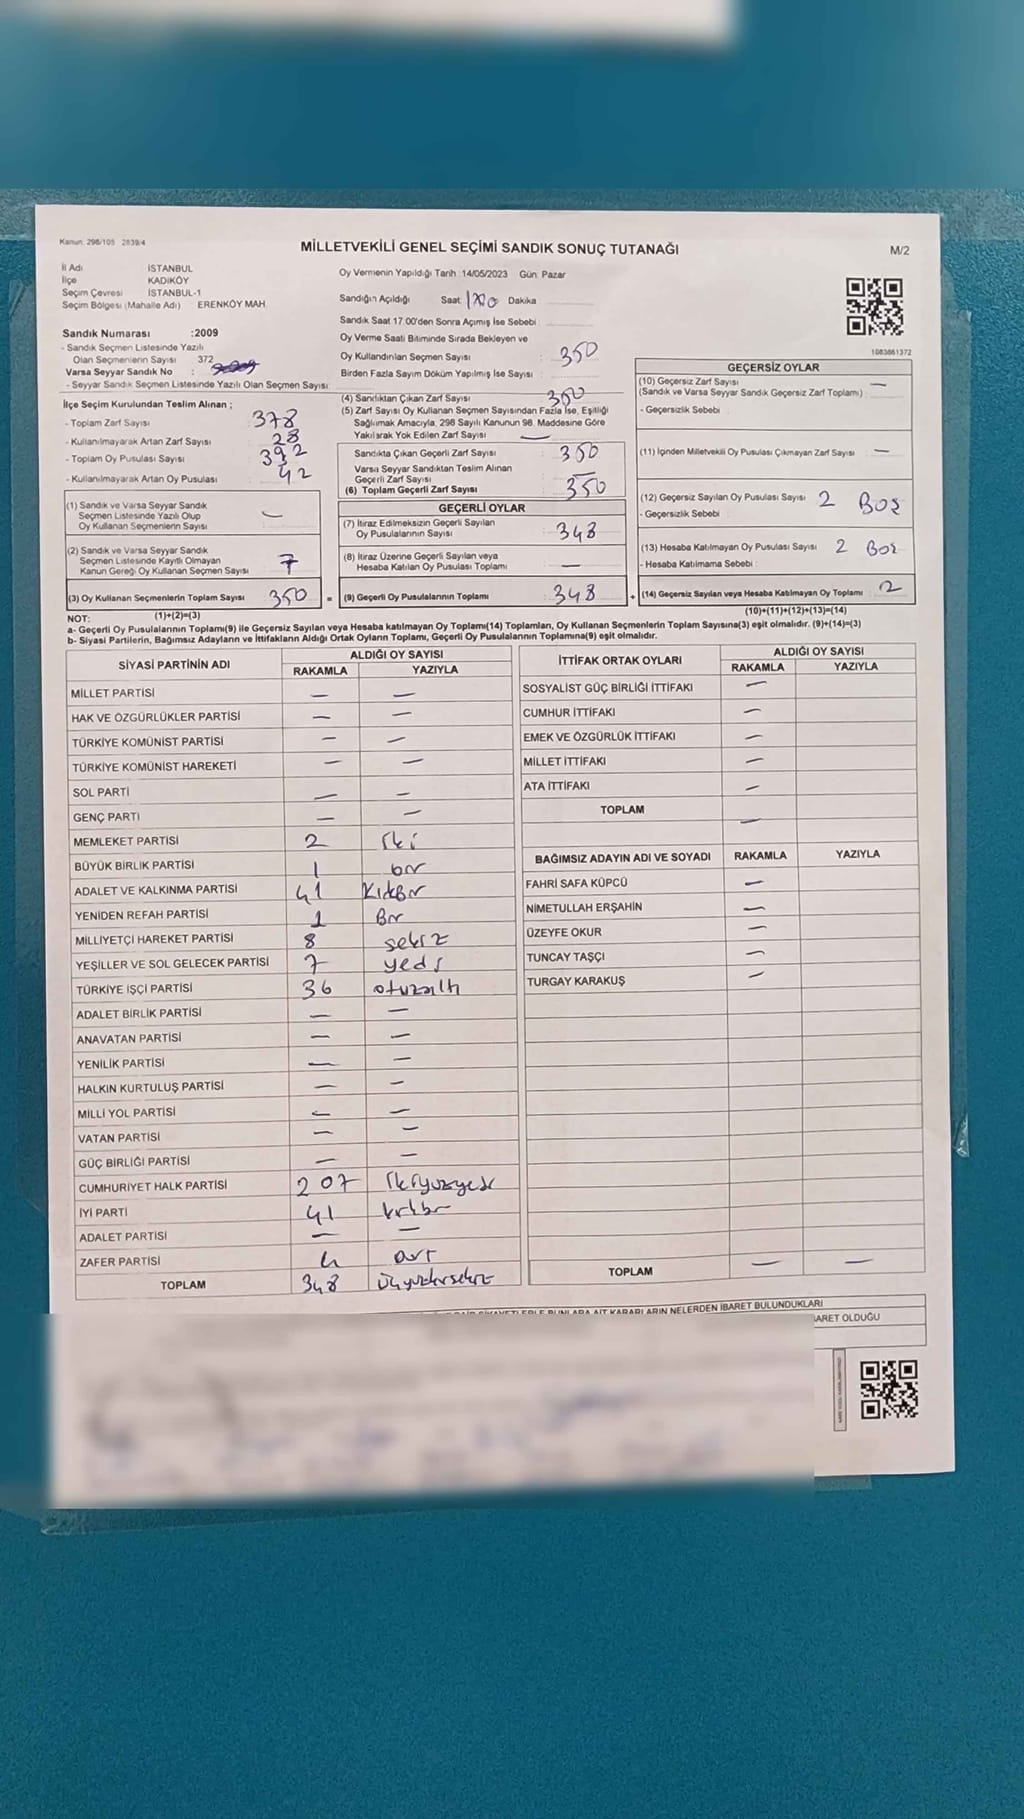 Kanun: 298/105 2839/4
MİLLETVEKİLİ GENEL SEÇİMİ SANDIK SONUÇ TUTANAĞI
M/2
İl Adı İSTANBUL
İlçe KADIKÖY
Seçim Çevresi İSTANBUL-1
Seçim Bölgesi (Mahalle Adı) ERENKÖY MAH.
Sandık Numarası :2009
- Sandık Seçmen Listesinde Yazılı
Olan Seçmenlerin Sayısı 372
Varsa Seyyar Sandık No :
- Seyyar Sandık Seçmen Listesinde Yazılı Olan Seçmen Sayısı:
Oy Vermenin Yapıldığı Tarih :14/05/2023 Gün: Pazar
Sandığın Açıldığı Saat Dakika
Sandık Saat 17.00'den Sonra Açımış İse Sebebi :
Oy Verme Saati Bitiminde Sırada Bekleyen ve
Oy Kullandırılan Seçmen Sayısı : 350
Birden Fazla Sayım Döküm Yapılmış İse Sayısı :
1083661372
İlçe Seçim Kurulundan Teslim Alınan ;
- Toplam Zarf Sayısı 378
- Kullanılmayarak Artan Zarf Sayısı 28
- Toplam Oy Pusulası Sayısı 392
- Kullanılmayarak Artan Oy Pusulası 42
(4) Sandıktan Çıkan Zarf Sayısı 350
(5) Zarf Sayısı Oy Kullanan Seçmen Sayısından Fazla İse, Eşitliği
Sağlamak Amacıyla, 298 Sayılı Kanunun 98. Maddesine Göre
Yakılarak Yok Edilen Zarf Sayısı —
Sandıkta Çıkan Geçerli Zarf Sayısı 350
Varsa Seyyar Sandıktan Teslim Alınan
Geçerli Zarf Sayısı —
(6) Toplam Geçerli Zarf Sayısı 350
GEÇERSİZ OYLAR
(10) Geçersiz Zarf Sayısı —
(Sandık ve Varsa Seyyar Sandık Geçersiz Zarf Toplamı) :
- Geçersizlik Sebebi :
(11) İçinden Milletvekili Oy Pusulası Çıkmayan Zarf Sayısı —
(12) Geçersiz Sayılan Oy Pusulası Sayısı 2 Boş
- Geçersizlik Sebebi :
(13) Hesaba Katılmayan Oy Pusulası Sayısı 2 Boş
- Hesaba Katılmama Sebebi :
(14) Geçersiz Sayılan veya Hesaba Katılmayan Oy Toplamı : 2
(1) Sandık ve Varsa Seyyar Sandık
Seçmen Listesinde Yazılı Olup
Oy Kullanan Seçmenlerin Sayısı —
(2) Sandık ve Varsa Seyyar Sandık
Seçmen Listesinde Kayıtlı Olmayan
Kanun Gereği Oy Kullanan Seçmen Sayısı 7
(3) Oy Kullanan Seçmenlerin Toplam Sayısı 350 =
GEÇERLİ OYLAR
(7) İtiraz Edilmeksizin Geçerli Sayılan
Oy Pusulalarının Sayısı 348
(8) İtiraz Üzerine Geçerli Sayılan veya
Hesaba Katılan Oy Pusulası Toplamı —
(9) Geçerli Oy Pusulalarının Toplamı : 348 +
NOT: (1)+(2)=(3) (10)+(11)+(12)+(13)=(14)
a- Geçerli Oy Pusulalarının Toplamı(9) ile Geçersiz Sayılan veya Hesaba katılmayan Oy Toplamı(14) Toplamları, Oy Kullanan Seçmenlerin Toplam Sayısına(3) eşit olmalıdır. (9)+(14)=(3)
b- Siyasi Partilerin, Bağımsız Adayların ve İttifakların Aldığı Ortak Oyların Toplamı, Geçerli Oy Pusulalarının Toplamına(9) eşit olmalıdır.
SİYASİ PARTİNİN ADI ALDIĞI OY SAYISI
RAKAMLA YAZIYLA
MİLLET PARTİSİ — —
HAK VE ÖZGÜRLÜKLER PARTİSİ — —
TÜRKİYE KOMÜNİST PARTİSİ — —
TÜRKİYE KOMÜNİST HAREKETİ — —
SOL PARTİ — —
GENÇ PARTİ — —
MEMLEKET PARTİSİ 2 iki
BÜYÜK BİRLİK PARTİSİ 1 bir
ADALET VE KALKINMA PARTİSİ 41 KırkBir
YENİDEN REFAH PARTİSİ 1 Bir
MİLLİYETÇİ HAREKET PARTİSİ 8 sekiz
YEŞİLLER VE SOL GELECEK PARTİSİ 7 yedi
TÜRKİYE İŞÇİ PARTİSİ 36 otuzaltı
ADALET BİRLİK PARTİSİ — —
ANAVATAN PARTİSİ — —
YENİLİK PARTİSİ — —
HALKIN KURTULUŞ PARTİSİ — —
MİLLİ YOL PARTİSİ — —
VATAN PARTİSİ — —
GÜÇ BİRLİĞİ PARTİSİ — —
CUMHURİYET HALK PARTİSİ 207 ikiyüzyedi
İYİ PARTİ 41 kırkbir
ADALET PARTİSİ — —
ZAFER PARTİSİ 4 dört
TOPLAM 348 üçyüzkırksekiz
İTTİFAK ORTAK OYLARI ALDIĞI OY SAYISI
RAKAMLA YAZIYLA
SOSYALİST GÜÇ BİRLİĞİ İTTİFAKI —
CUMHUR İTTİFAKI —
EMEK VE ÖZGÜRLÜK İTTİFAKI —
MİLLET İTTİFAKI —
ATA İTTİFAKI —
TOPLAM —
BAĞIMSIZ ADAYIN ADI VE SOYADI RAKAMLA YAZIYLA
FAHRİ SAFA KÜPCÜ —
NİMETULLAH ERŞAHİN —
ÜZEYFE OKUR —
TUNCAY TAŞÇI —
TURGAY KARAKUŞ —
TOPLAM — —
BUNLARA AİT KARARLARIN NELERDEN İBARET BULUNDUKLARI
BARET OLDUĞU